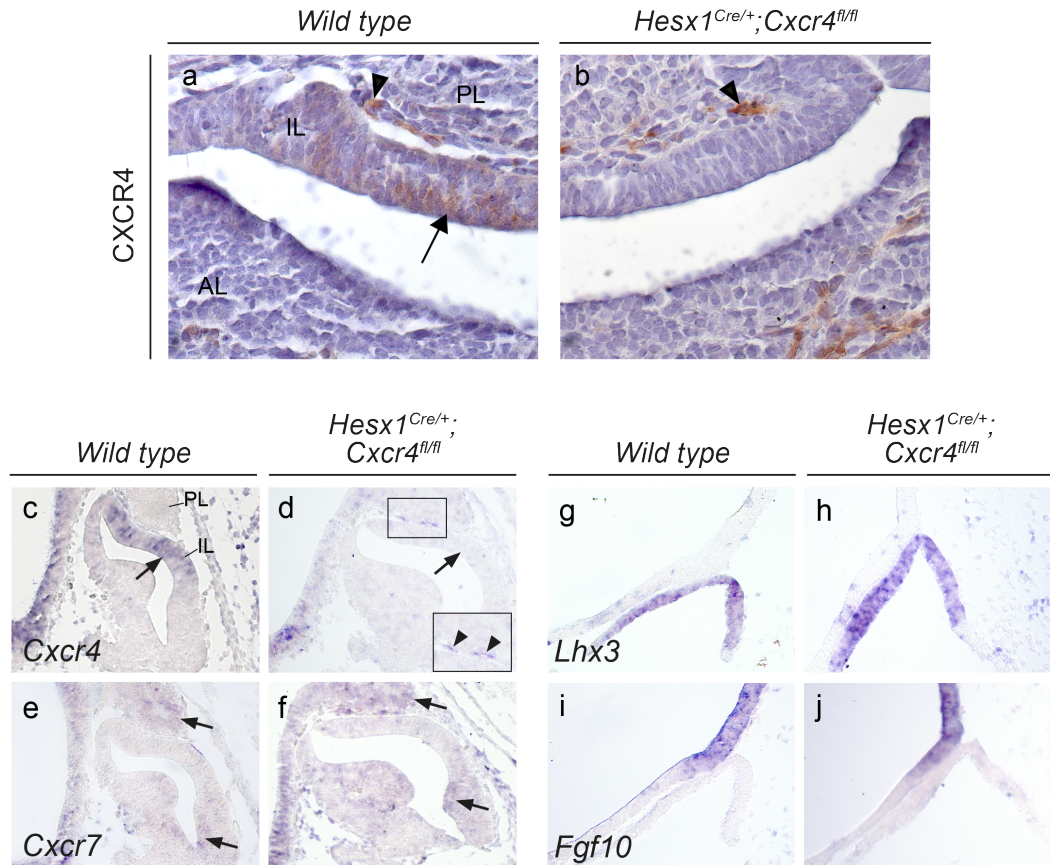 Wild type
Hesx1Cre/+;Cxcr4fl/fl
CXCR4
a
IL
PL
AL
b
Wild type
Hesx1Cre/+;
Cxcr4fl/fl
Wild type
Hesx1Cre/+;
Cxcr4fl/fl
c
PL
IL
Cxcr4
d
g
Lhx3
h
e
Cxcr7
f
i
Fgf10
j